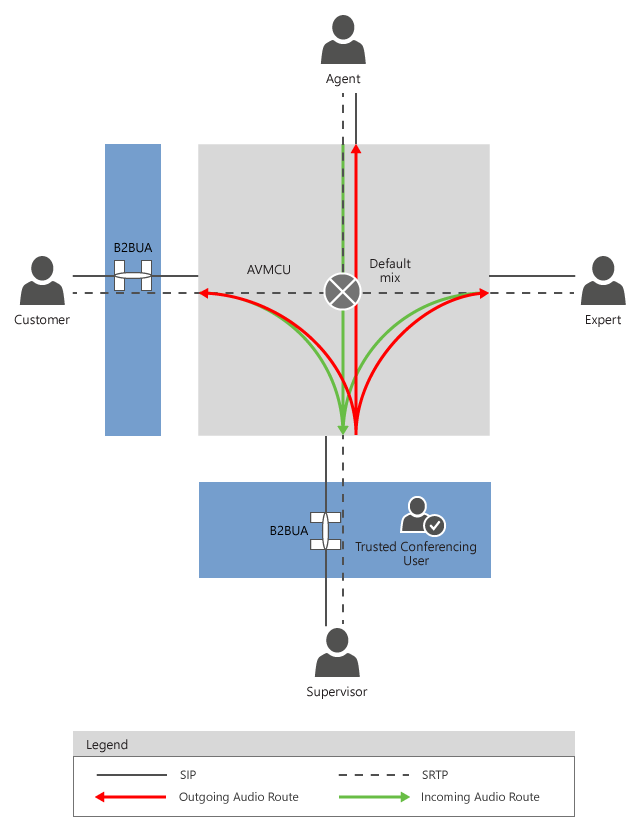 Agent
B2BUA
AVMCU
Default
mix
Customer
Expert
B2BUA
Trusted Conferencing
User
Supervisor
Legend
SIP
SRTP
Outgoing Audio Route
Incoming Audio Route